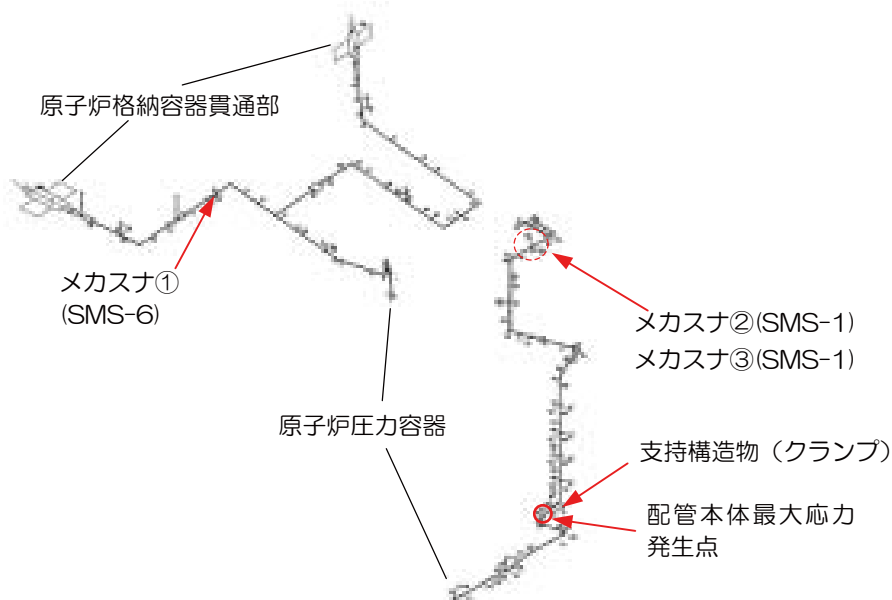 原子炉格納容器貫通部
メカスナ①
(SMS-6)
メカスナ②(SMS-1)
メカスナ③(SMS-1)
原子炉圧力容器
支持構造物（クランプ）
配管本体最大応力
発生点